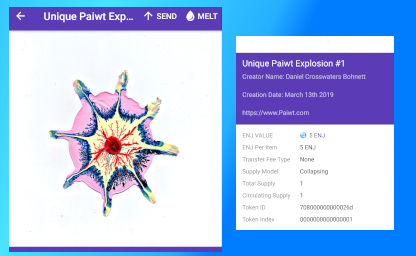 Unique Paiwt Exp...
SEND
MELT
Unique Paiwt Explosion #1
Creator Name: Daniel Crosswaters Bohnett
Creation Date: March 13th 2019
https://www.Paiwt.com
ENJ VALUE 5 ENJ
ENJ Per Item 5 ENJ
Transfer Fee Type None
Supply Model Collapsing
Total Supply 1
Circulating Supply 1
Token ID 708000000000026d
Token Index 0000000000000001